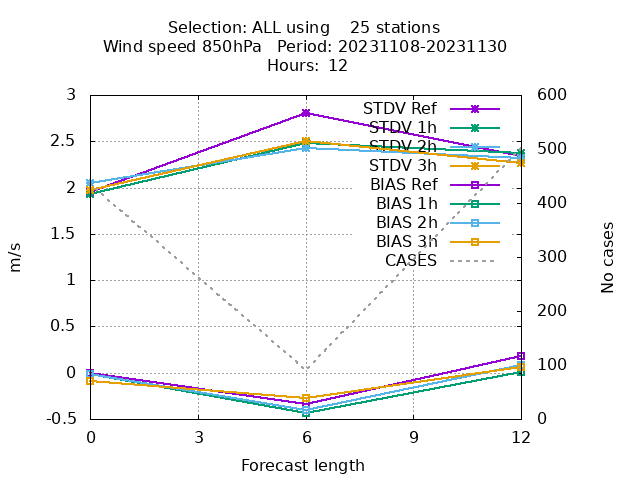 Selection: ALL using 25 stations
Wind speed 850hPa Period: 20231108-20231130
Hours: 12
3
2.5
2
1.5
1
0.5
0
-0.5
600
500
400
300
200
100
0
STDV Ref
STDV 1h
STDV 2h
STDV 3h
BIAS Ref
BIAS 1h
BIAS 2h
BIAS 3h
CASES
m/s
No cases
0 3 6 9 12
Forecast length